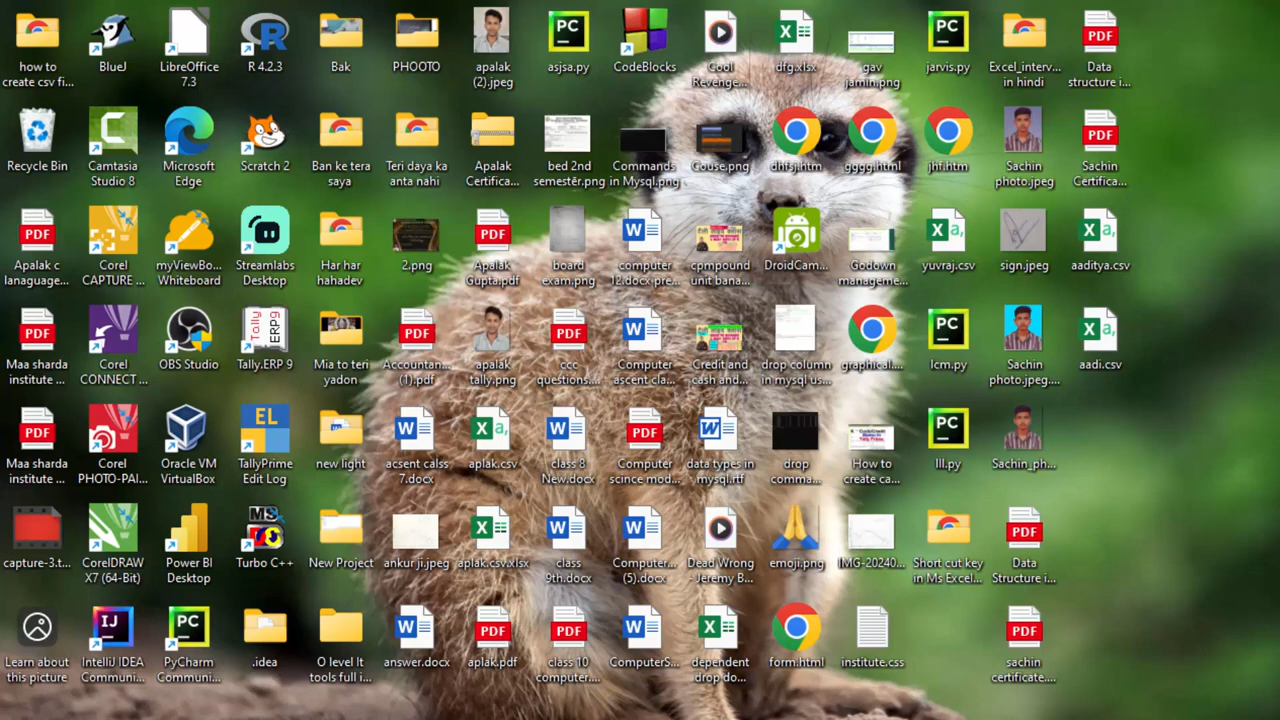 how to
create csv fi...
BlueJ
LibreOffice
7.3
R 4.2.3
Bak
PHOOTO
apalak
(2).jpeg
asjsa.py
CodeBlocks
Cool
Revenge...
dfg.xlsx
gav
jamin.png
jarvis.py
Excel_interv...
in hindi
Data
structure i...
Recycle Bin
Camtasia
Studio 8
Microsoft
Edge
Scratch 2
Ban ke tera
saya
Teri daya ka
anta nahi
Apalak
Certifica...
bed 2nd
semester.png
Commands
in Mysql.png
Couse.png
dhfsj.htm
gggg.html
jhf.htm
Sachin
photo.jpeg
Sachin
Certifica...
Apalak c
lanaguage...
Corel
CAPTURE ...
myViewBo...
Whiteboard
Streamlabs
Desktop
Har har
hahadev
2.png
Apalak
Gupta.pdf
board
exam.png
computer
12.docx-pre...
cpmpound
unit bana...
DroidCam...
Godown
manageme...
yuvraj.csv
sign.jpeg
aaditya.csv
Maa sharda
institute ...
Corel
CONNECT ...
OBS Studio
Tally.ERP 9
Mia to teri
yadon
Accountan...
(1).pdf
apalak
tally.png
ccc
questions....
Computer
ascent cla...
Credit and
cash and...
drop column
in mysql us...
graphical....
lcm.py
Sachin
photo.jpeg....
aadi.csv
Maa sharda
institute ...
Corel
PHOTO-PAI...
Oracle VM
VirtualBox
TallyPrime
Edit Log
new light
acsent calss
7.docx
aplak.csv
class 8
New.docx
Computer
scince mod...
data types in
mysql.rtf
drop
comma...
How to
create ca...
lll.py
Sachin_ph...
capture-3.t...
CorelDRAW
X7 (64-Bit)
Power BI
Desktop
Turbo C++
New Project
ankur ji.jpeg
aplak.csv.xlsx
class
9th.docx
Computer...
(5).docx
Dead Wrong
- Jeremy B...
emoji.png
IMG-20240...
Short cut key
in Ms Excel...
Data
Structure i...
Learn about
this picture
IntelliJ IDEA
Communi...
PyCharm
Communi...
.idea
O level It
tools full i...
answer.docx
aplak.pdf
class 10
computer....
ComputerS...
dependent
drop do...
form.html
institute.css
sachin
certificate....